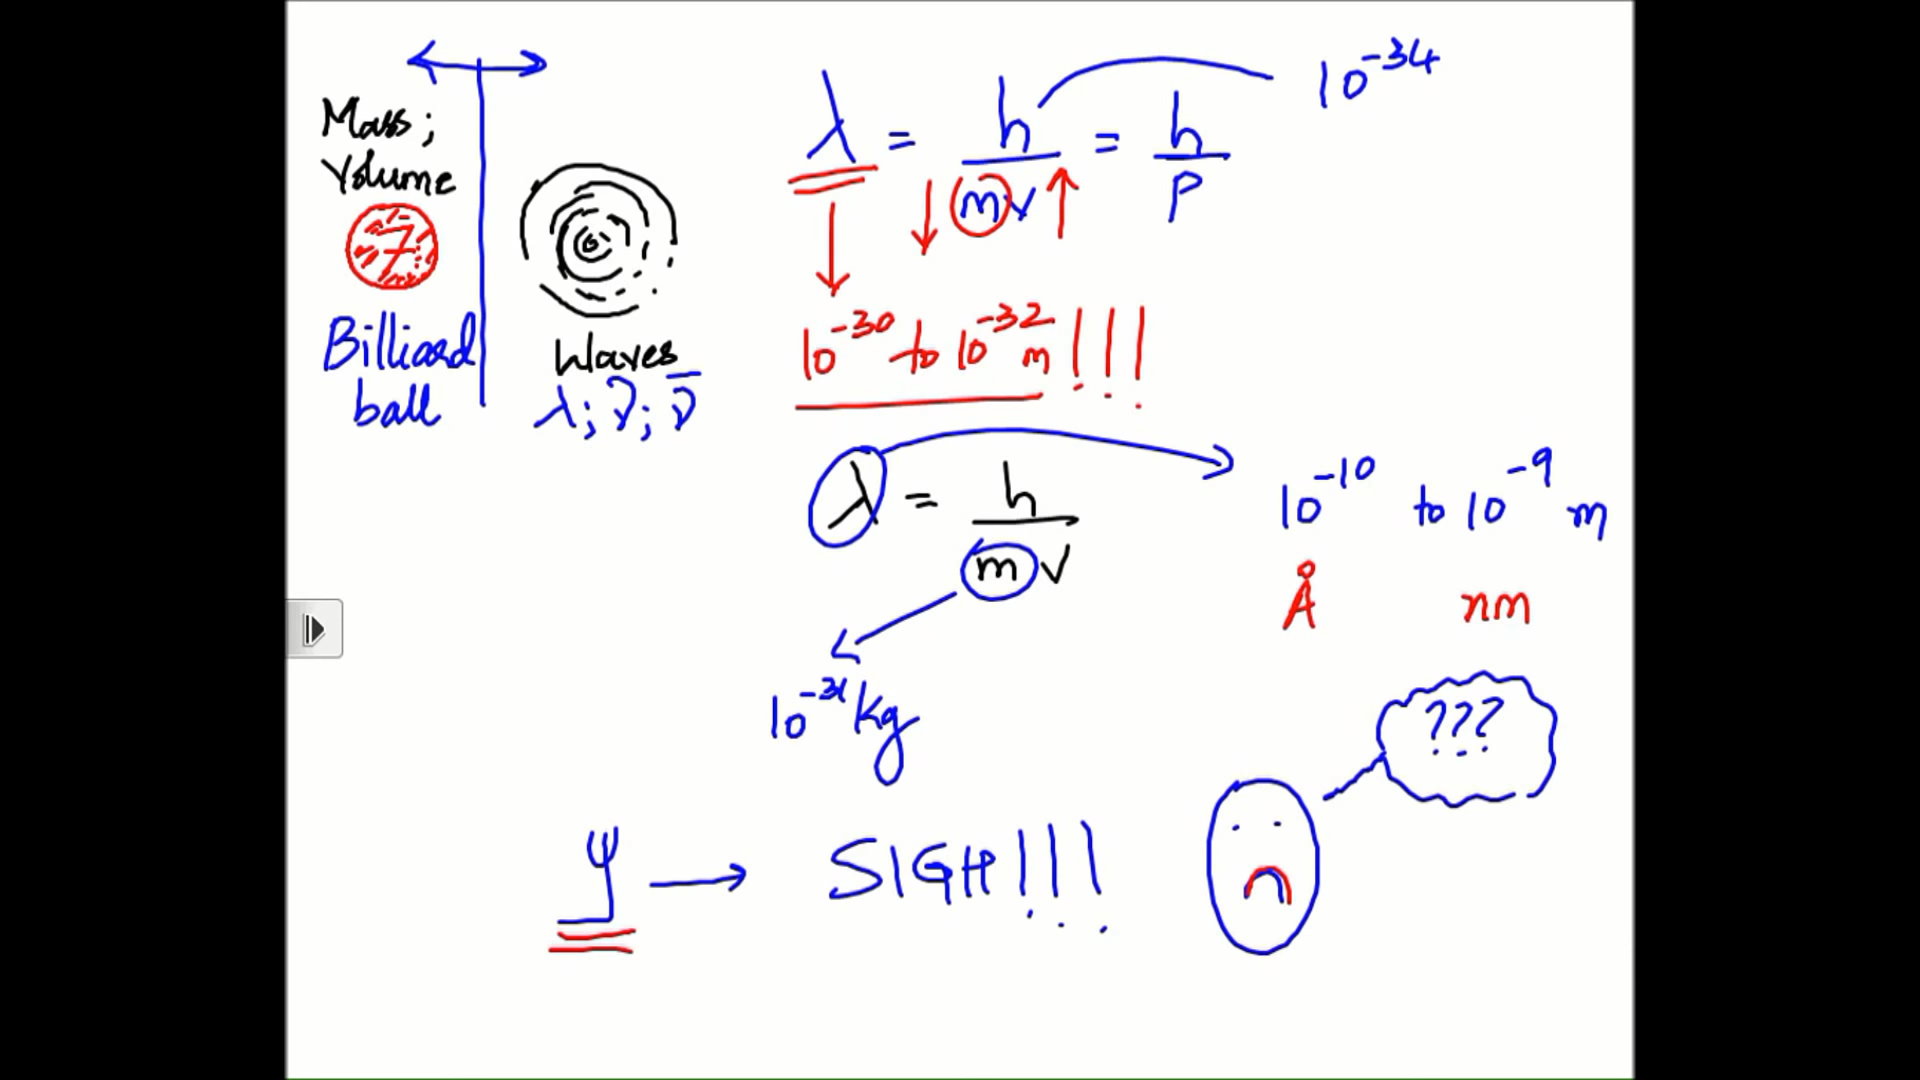 Mass;
Volume
7
Billiard
ball
Waves
λ; ν; ν̅
λ = h/mv = h/p
10⁻³⁴
10⁻³⁰ to 10⁻³² m !!!
λ = h/mv
10⁻¹⁰ to 10⁻⁹ m
Å nm
10⁻³¹ kg
???
ψ → SIGH!!!